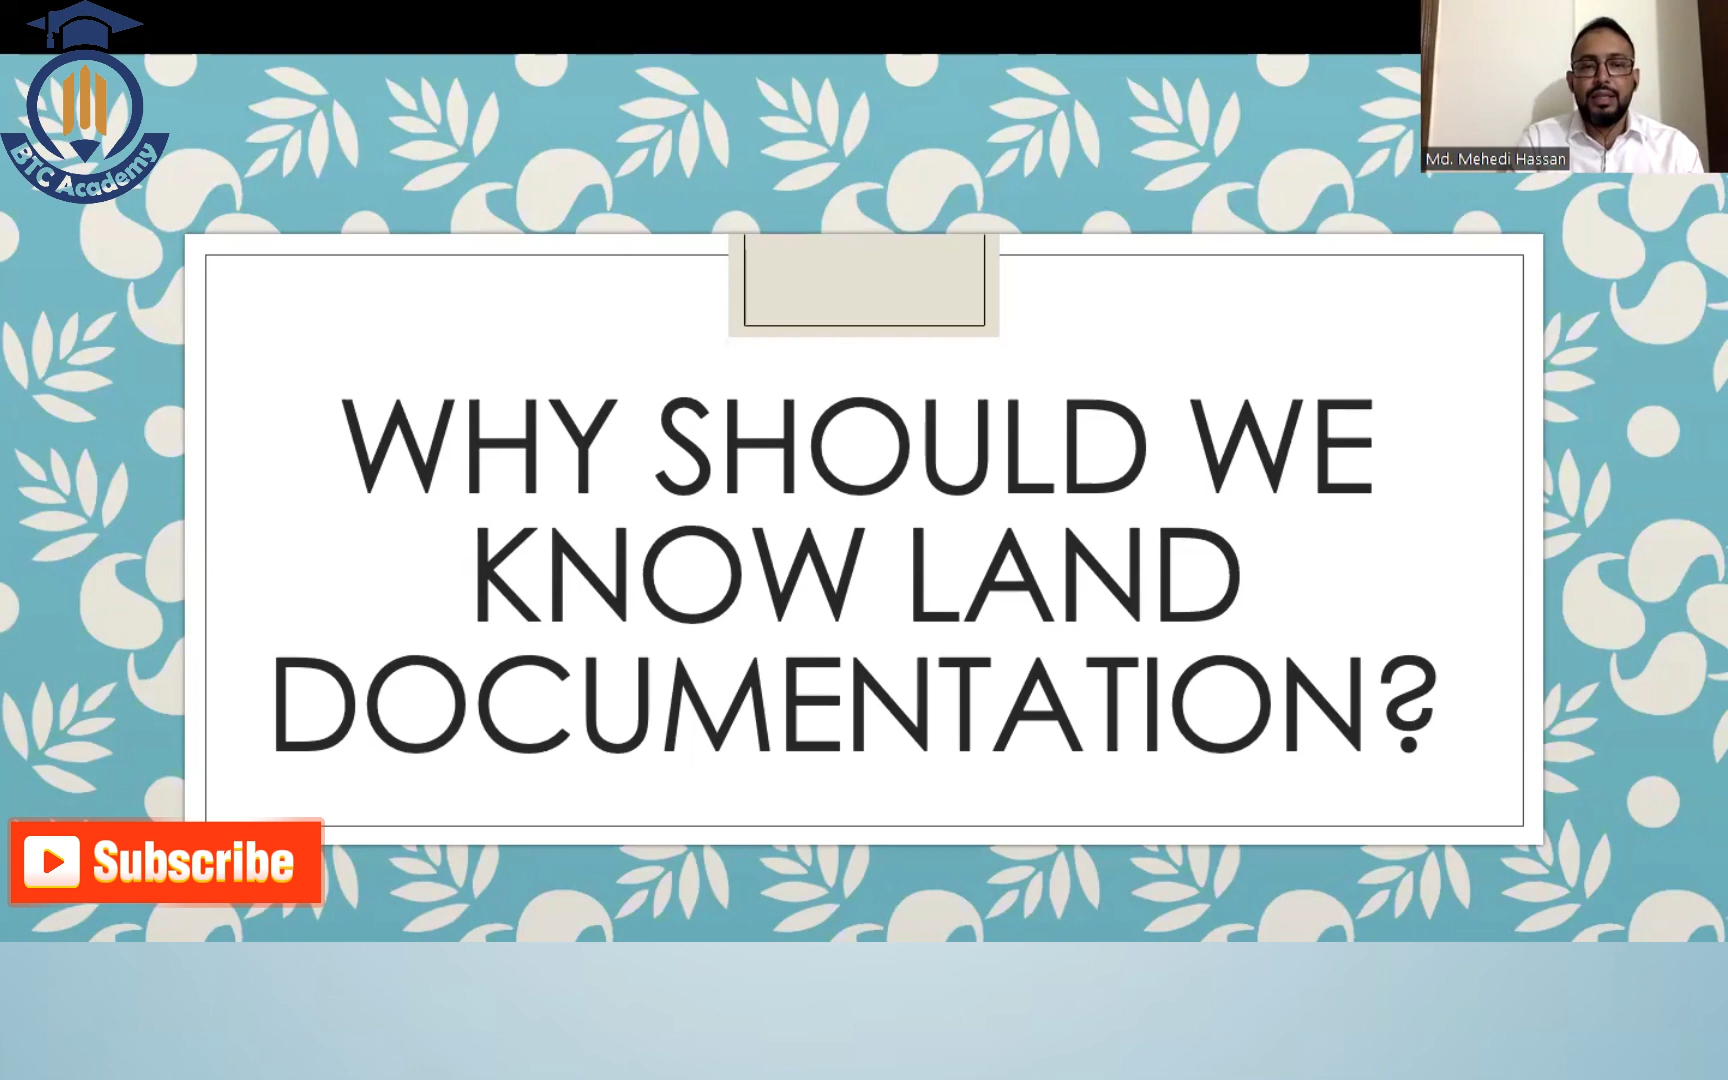 BTC Academy
Md. Mehedi Hassan
WHY SHOULD WE
KNOW LAND
DOCUMENTATION?
Subscribe